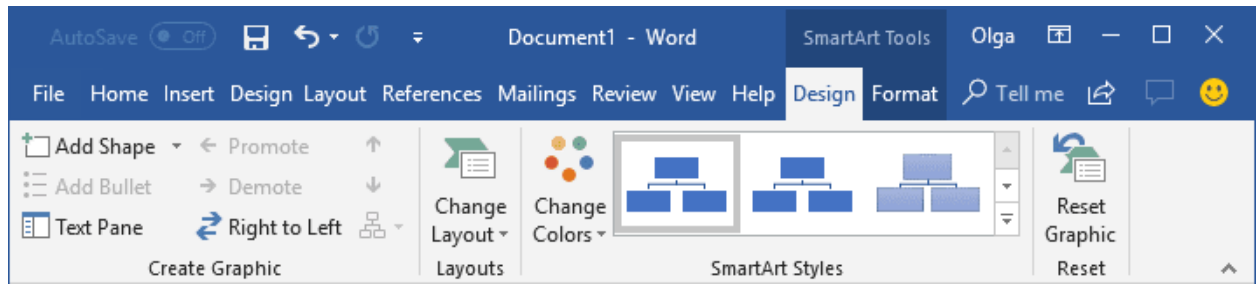 AutoSave Off Document1 - Word SmartArt Tools Olga
File Home Insert Design Layout References Mailings Review View Help Design Format Tell me
Add Shape Promote
Add Bullet Demote
Text Pane Right to Left
Create Graphic
Change
Layout
Layouts
Change
Colors
SmartArt Styles
Reset
Graphic
Reset